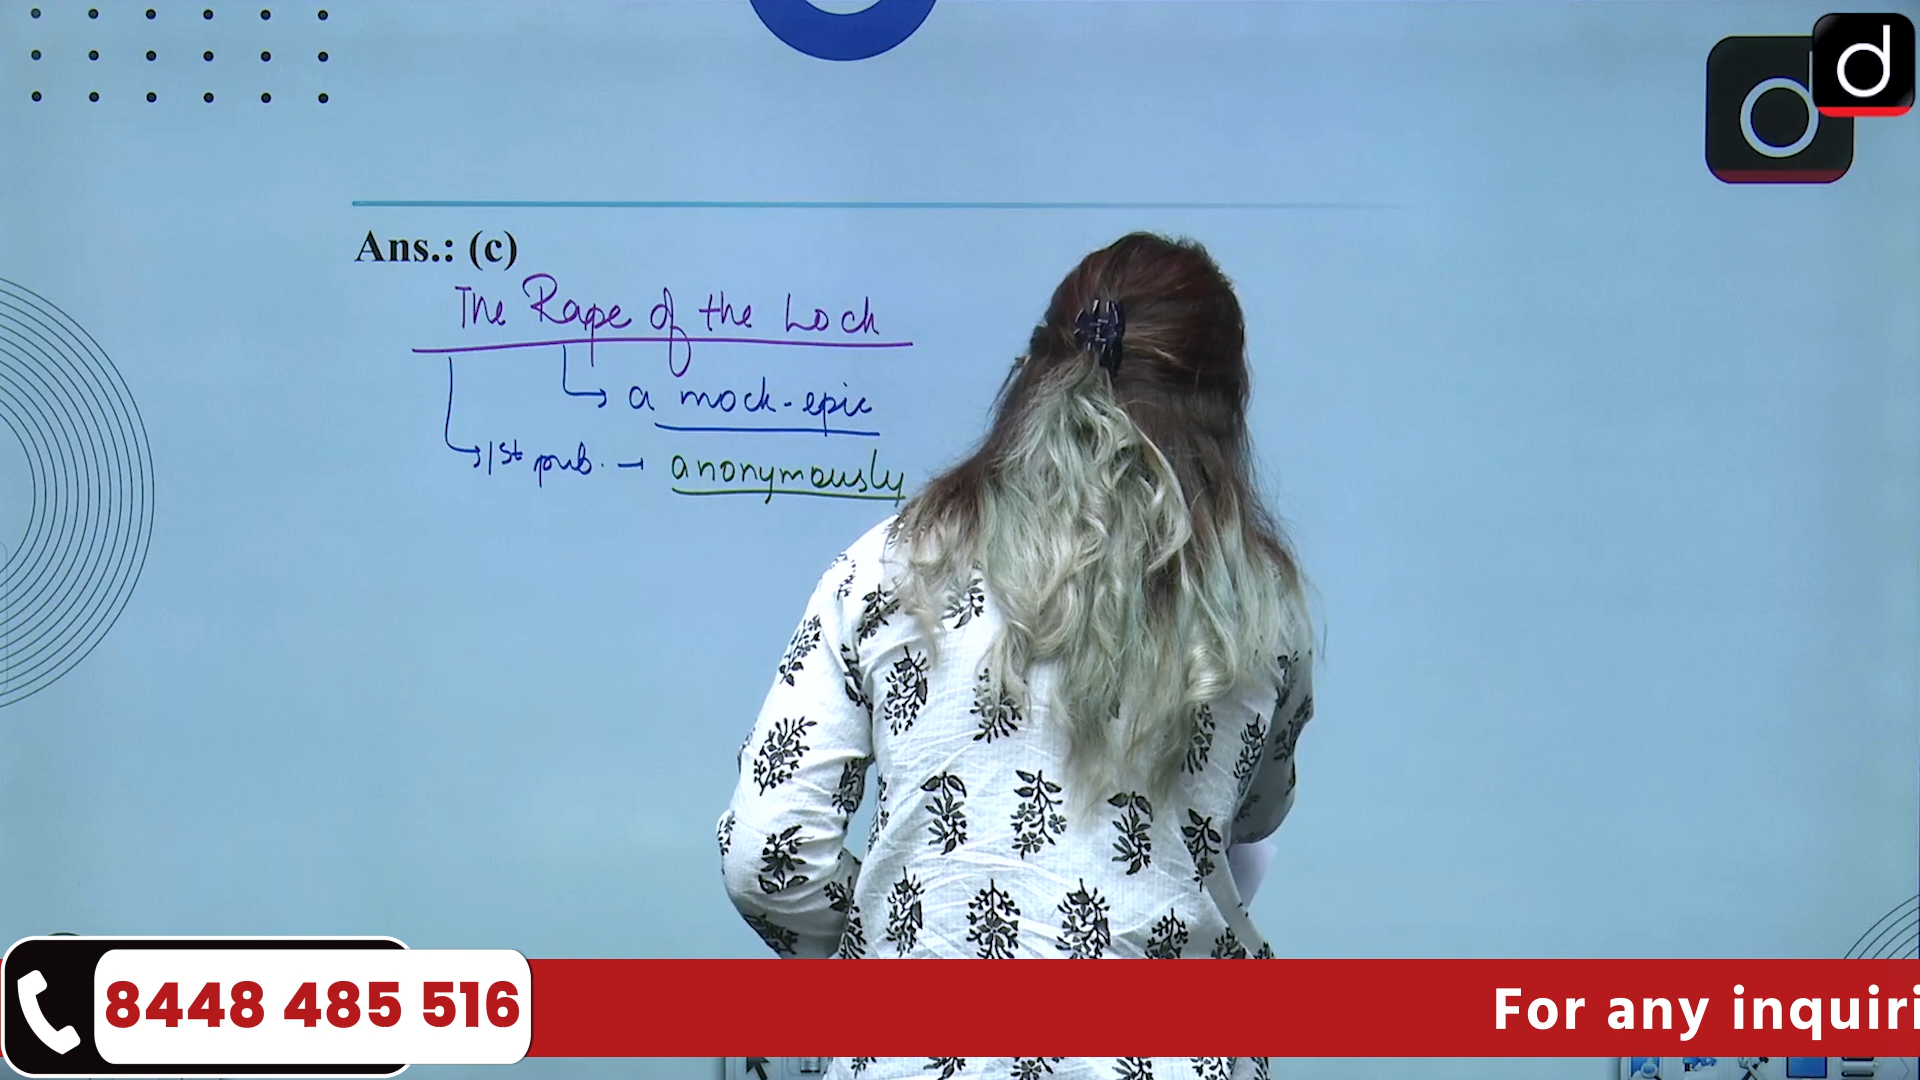 d
Ans.: (c)
The Rape of the Lock
a mock-epic
1st pub. → anonymously
8448 485 516
For any inquiri